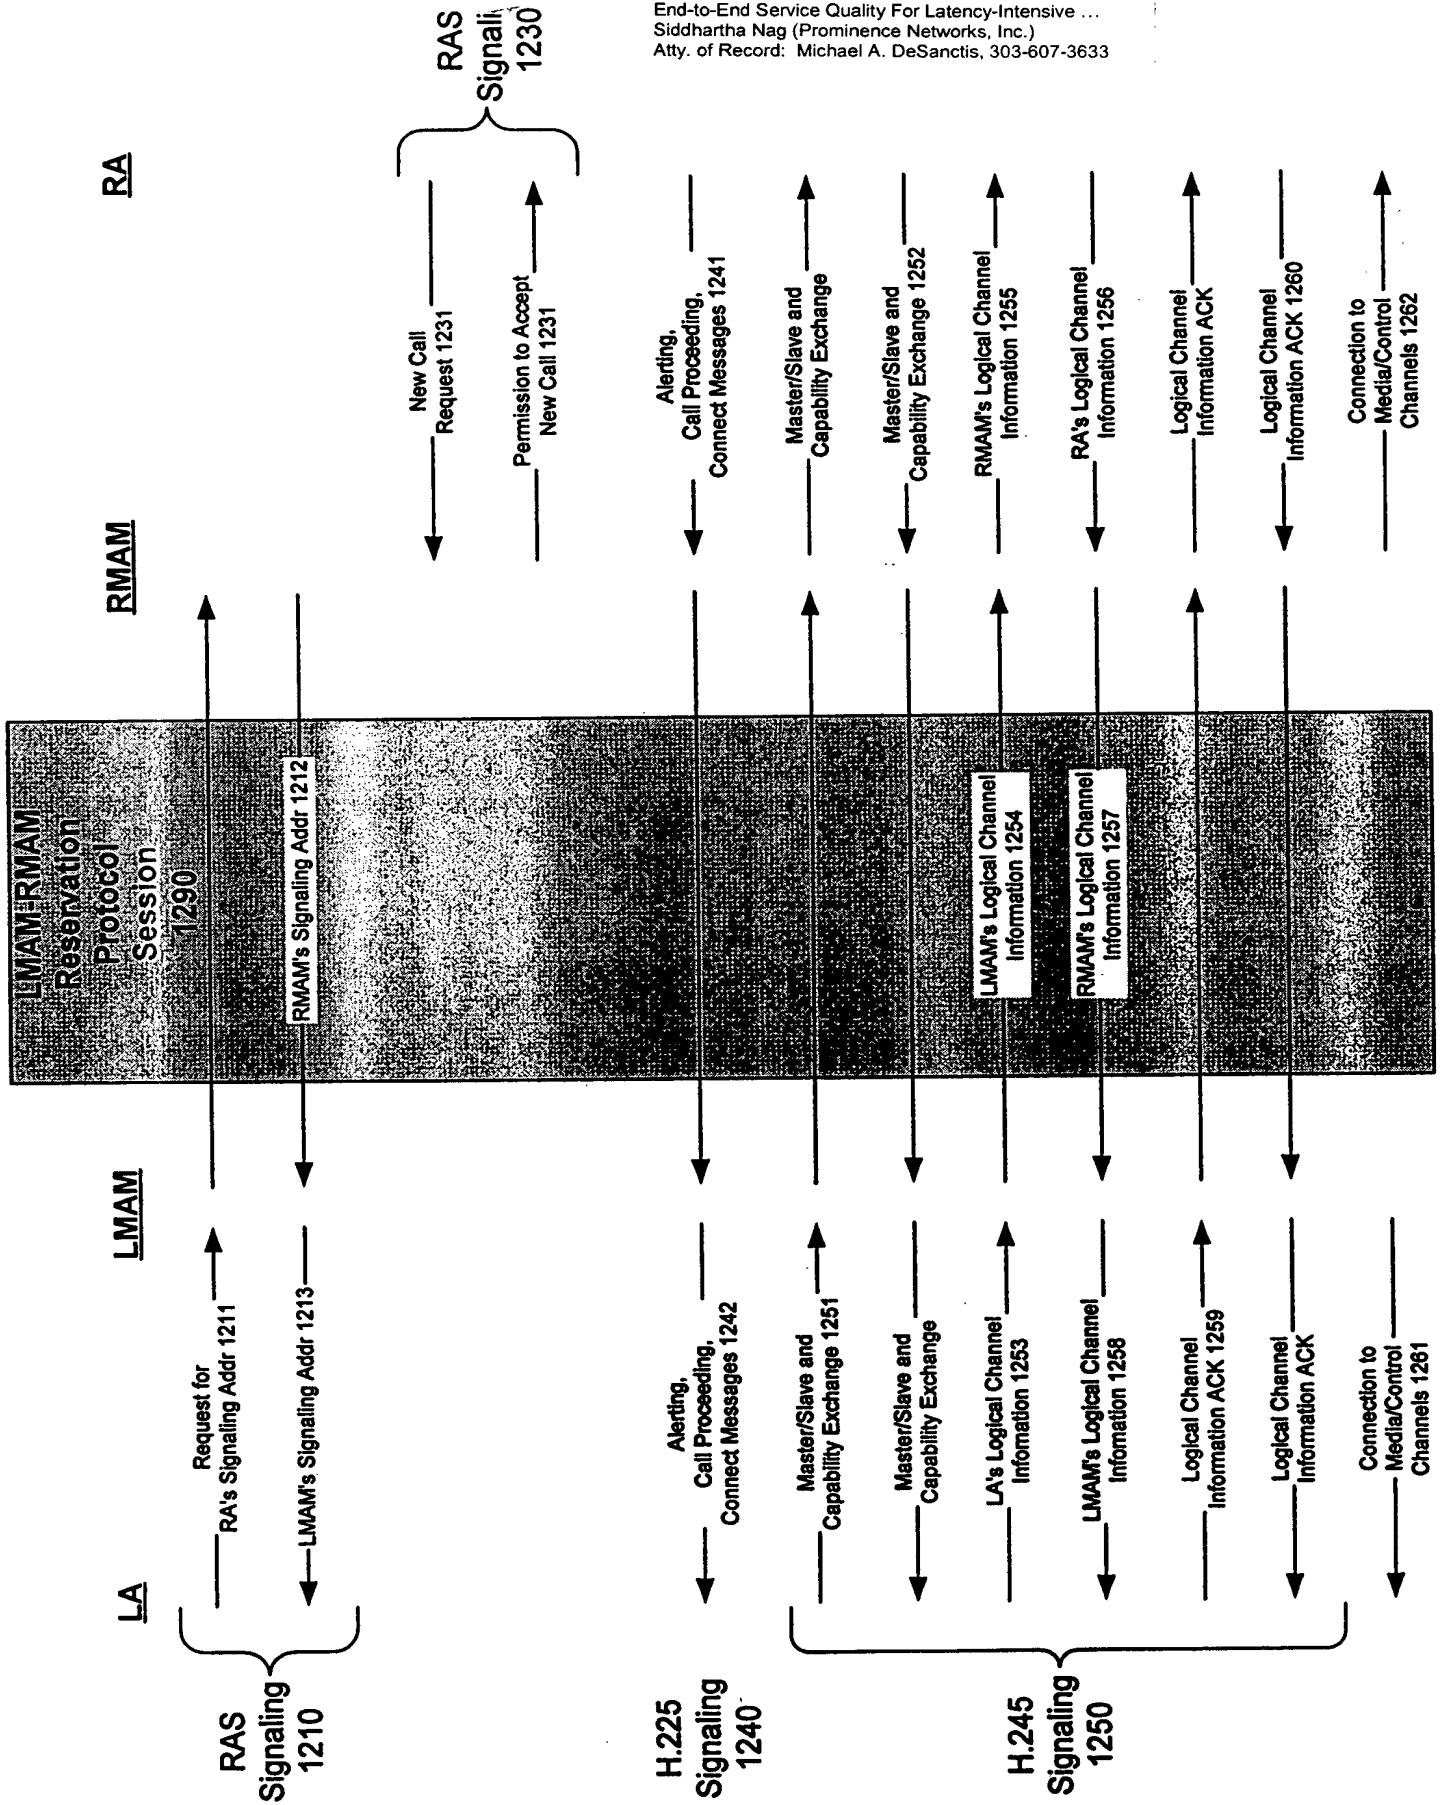 End-to-End Service Quality For Latency-Intensive ...
Siddhartha Nag (Prominence Networks, Inc.)
Atty. of Record: Michael A. DeSanctis, 303-607-3633
LA
LMAM
RMAM
RA
LMAM-RMAM
Reservation
Protocol
Session
1290
RAS
Signaling
1210
Request for
RA's Signaling Addr 1211
RMAM's Signaling Addr 1212
LMAM's Signaling Addr 1213
RAS
Signali
1230
New Call
Request 1231
Permission to Accept
New Call 1231
H.225
Signaling
1240
Alerting,
Call Proceeding,
Connect Messages 1242
Alerting,
Call Proceeding,
Connect Messages 1241
H.245
Signaling
1250
Master/Slave and
Capability Exchange 1251
Master/Slave and
Capability Exchange
Master/Slave and
Capability Exchange
Master/Slave and
Capability Exchange 1252
LA's Logical Channel
Information 1253
LMAM's Logical Channel
Information 1254
RMAM's Logical Channel
Information 1255
LMAM's Logical Channel
Infomation 1258
RMAM's Logical Channel
Information 1257
RA's Logical Channel
Information 1256
Logical Channel
Information ACK 1259
Logical Channel
Information ACK
Logical Channel
Information ACK
Logical Channel
Information ACK 1260
Connection to
Media/Control
Channels 1261
Connection to
Media/Control
Channels 1262